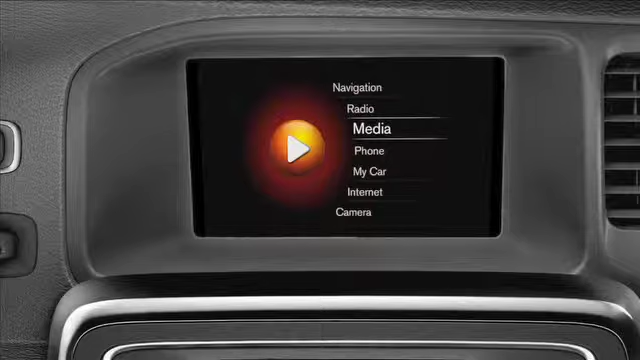 Navigation
Radio
Media
Phone
My Car
Internet
Camera